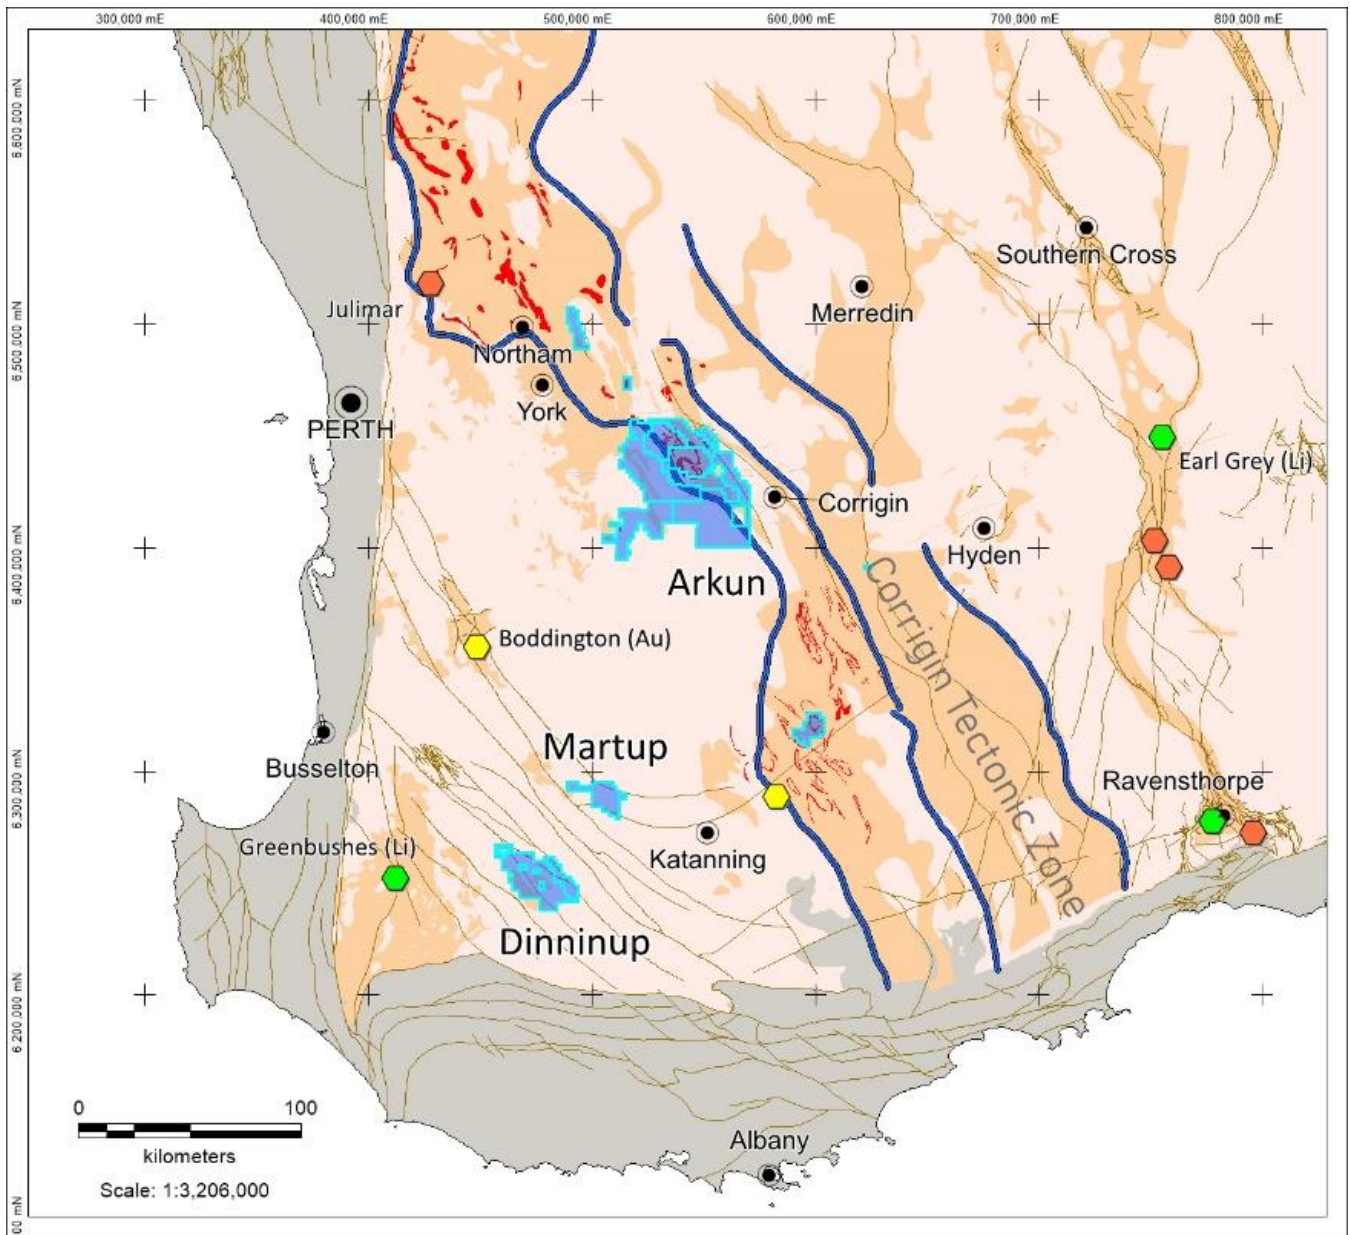 300,000 mE
400,000 mE
500,000 mE
600,000 mE
700,000 mE
800,000 mE
6,600,000 mN
Southern Cross
Julimar
Merredin
6,500,000 mN
Northam
York
PERTH
Earl Grey (Li)
Corrigin
Hyden
6,400,000 mN
Arkun
Corrigin Tectonic Zone
Boddington (Au)
Martup
Busselton
Ravensthorpe
6,300,000 mN
Greenbushes (Li)
Katanning
Dinninup
6,200,000 mN
0 100
kilometers
Scale: 1:3,206,000
Albany
00 mN